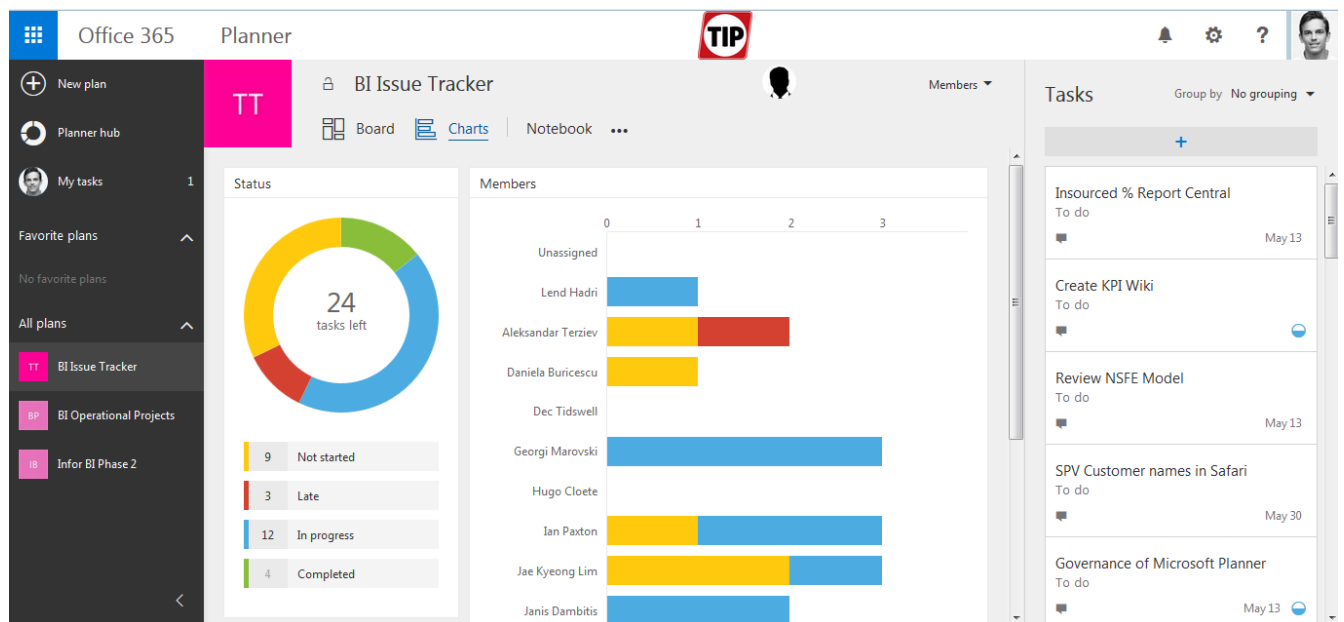 Office 365
Planner
TIP
?
New plan
Planner hub
My tasks 1
Favorite plans
No favorite plans
All plans
TT BI Issue Tracker
BP BI Operational Projects
IB Infor BI Phase 2
TT
BI Issue Tracker
Members
Board Charts Notebook •••
Status
24
tasks left
9 Not started
3 Late
12 In progress
4 Completed
Members
0 1 2 3
Unassigned
Lend Hadri
Aleksandar Terziev
Daniela Buricescu
Dec Tidswell
Georgi Marovski
Hugo Cloete
Ian Paxton
Jae Kyeong Lim
Janis Dambitis
Tasks
Group by No grouping
+
Insourced % Report Central
To do
May 13
Create KPI Wiki
To do
Review NSFE Model
To do
May 13
SPV Customer names in Safari
To do
May 30
Governance of Microsoft Planner
To do
May 13